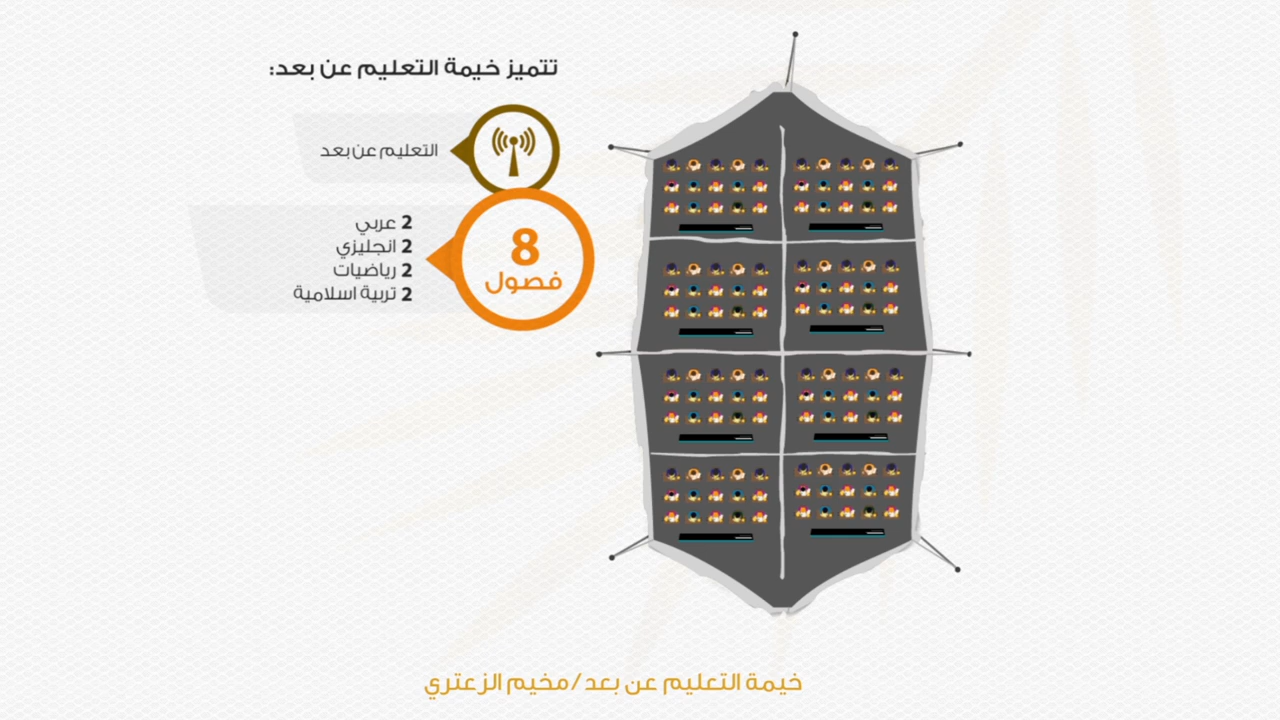 تتميز خيمة التعليم عن بعد:
التعليم عن بعد
8
فصول
2 عربي
2 انجليزي
2 رياضيات
2 تربية اسلامية
خيمة التعليم عن بعد/مخيم الزعتري